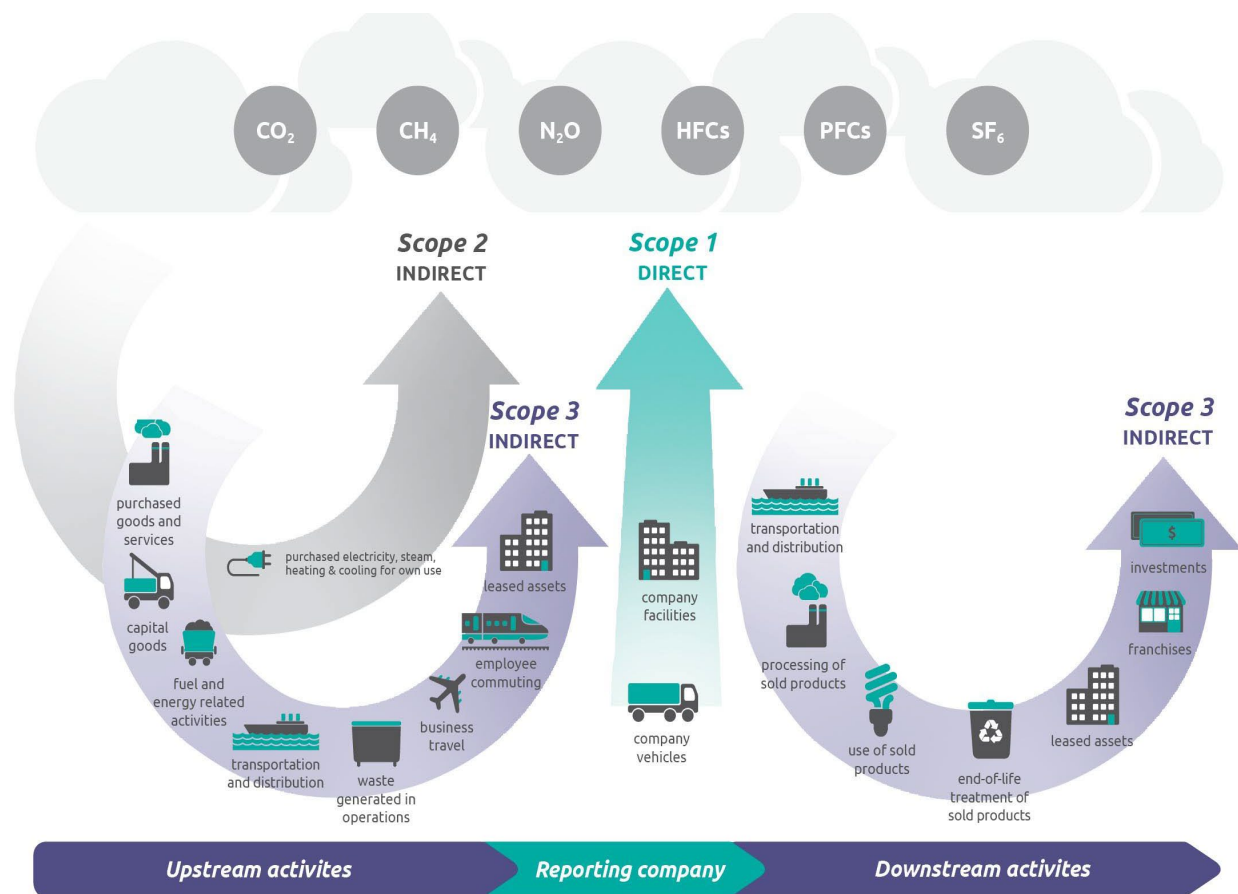 CO₂
CH₄
N₂O
HFCs
PFCs
SF₆
Scope 2
INDIRECT
Scope 1
DIRECT
Scope 3
INDIRECT
Scope 3
INDIRECT
purchased
goods and
services
capital
goods
fuel and
energy related
activities
transportation
and distribution
waste
generated in
operations
business
travel
employee
commuting
leased assets
purchased electricity, steam,
heating & cooling for own use
company
facilities
company
vehicles
transportation
and distribution
processing of
sold products
use of sold
products
end-of-life
treatment of
sold products
leased assets
franchises
$
investments
Upstream activites
Reporting company
Downstream activites